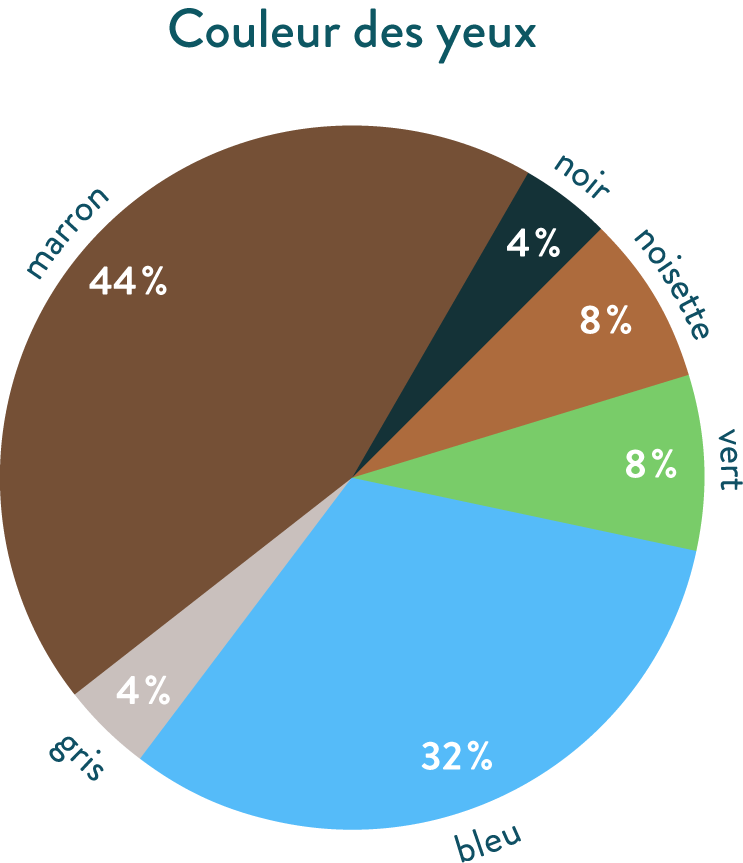 Couleur des yeux
noir
4 %
noisette
8 %
vert
8 %
bleu
32 %
gris
4 %
marron
44 %